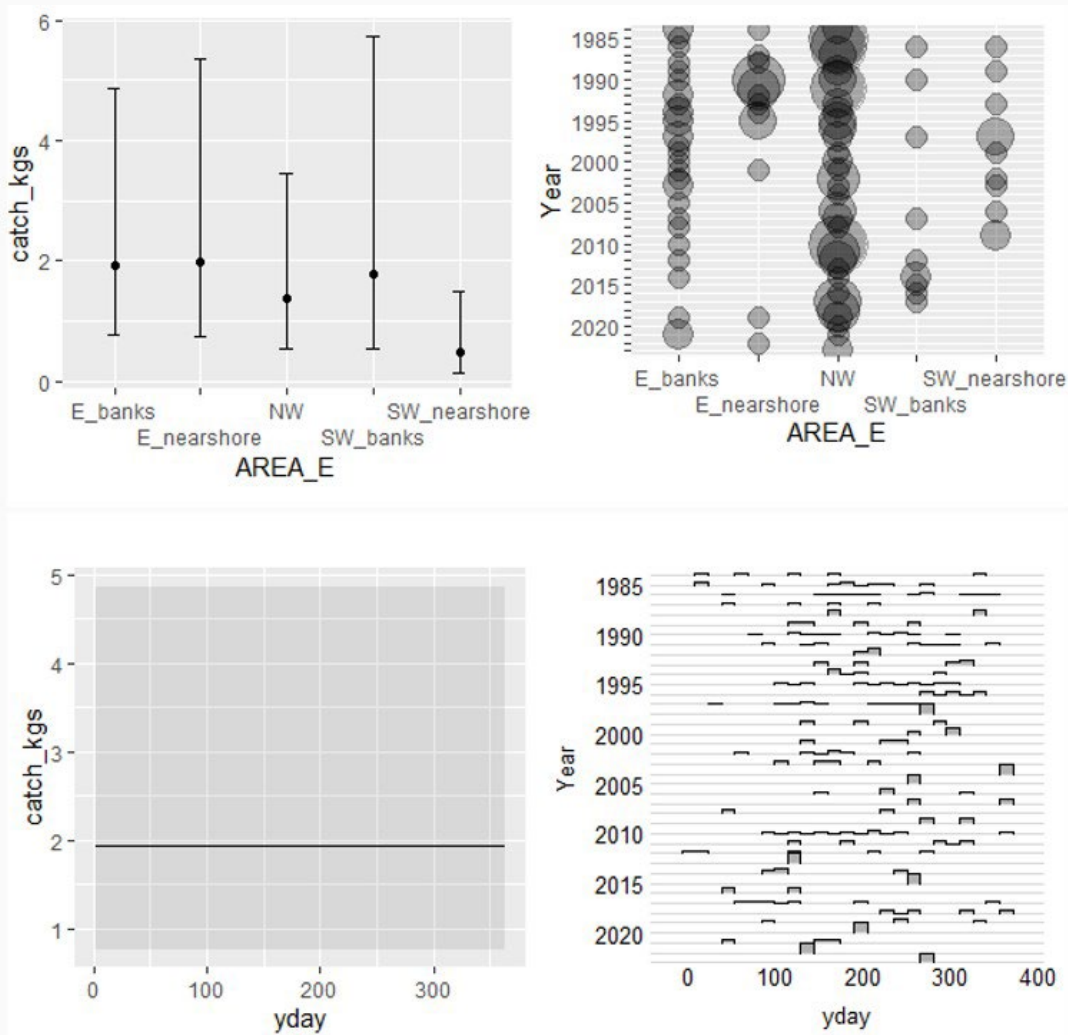 6
4
2
0
catch_kgs
E_banks NW SW_nearshore
E_nearshore SW_banks
AREA_E
1985
1990
1995
2000
2005
2010
2015
2020
Year
E_banks NW SW_nearshore
E_nearshore SW_banks
AREA_E
5
4
3
2
1
catch_kgs
0 100 200 300
yday
1985
1990
1995
2000
2005
2010
2015
2020
Year
0 100 200 300 400
yday